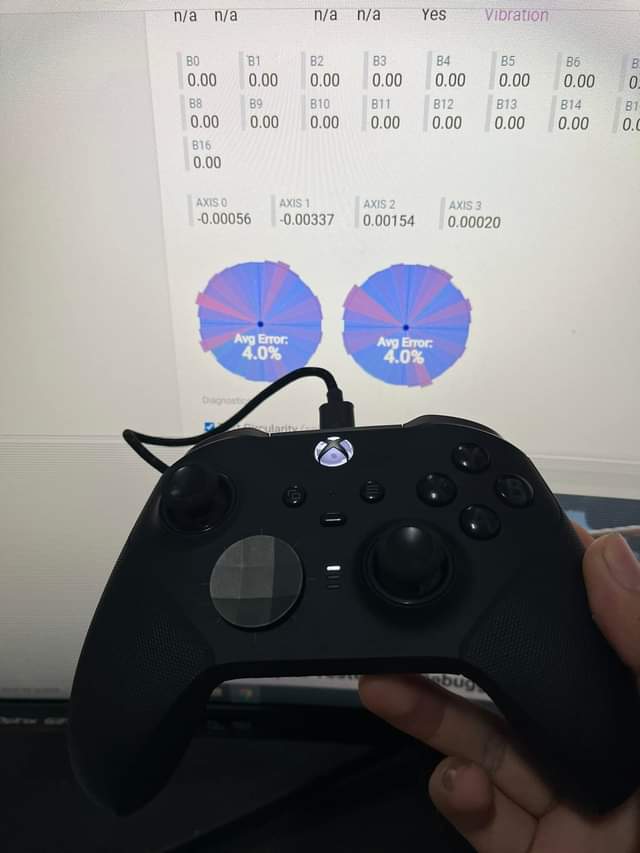 n/a n/a n/a n/a Yes Vibration
B0 B1 B2 B3 B4 B5 B6
0.00 0.00 0.00 0.00 0.00 0.00 0.00
B8 B9 B10 B11 B12 B13 B14
0.00 0.00 0.00 0.00 0.00 0.00 0.00
B16
0.00
AXIS 0 AXIS 1 AXIS 2 AXIS 3
-0.00056 -0.00337 0.00154 0.00020
Avg Error: Avg Error:
4.0% 4.0%
Circularity
Y
X B
A